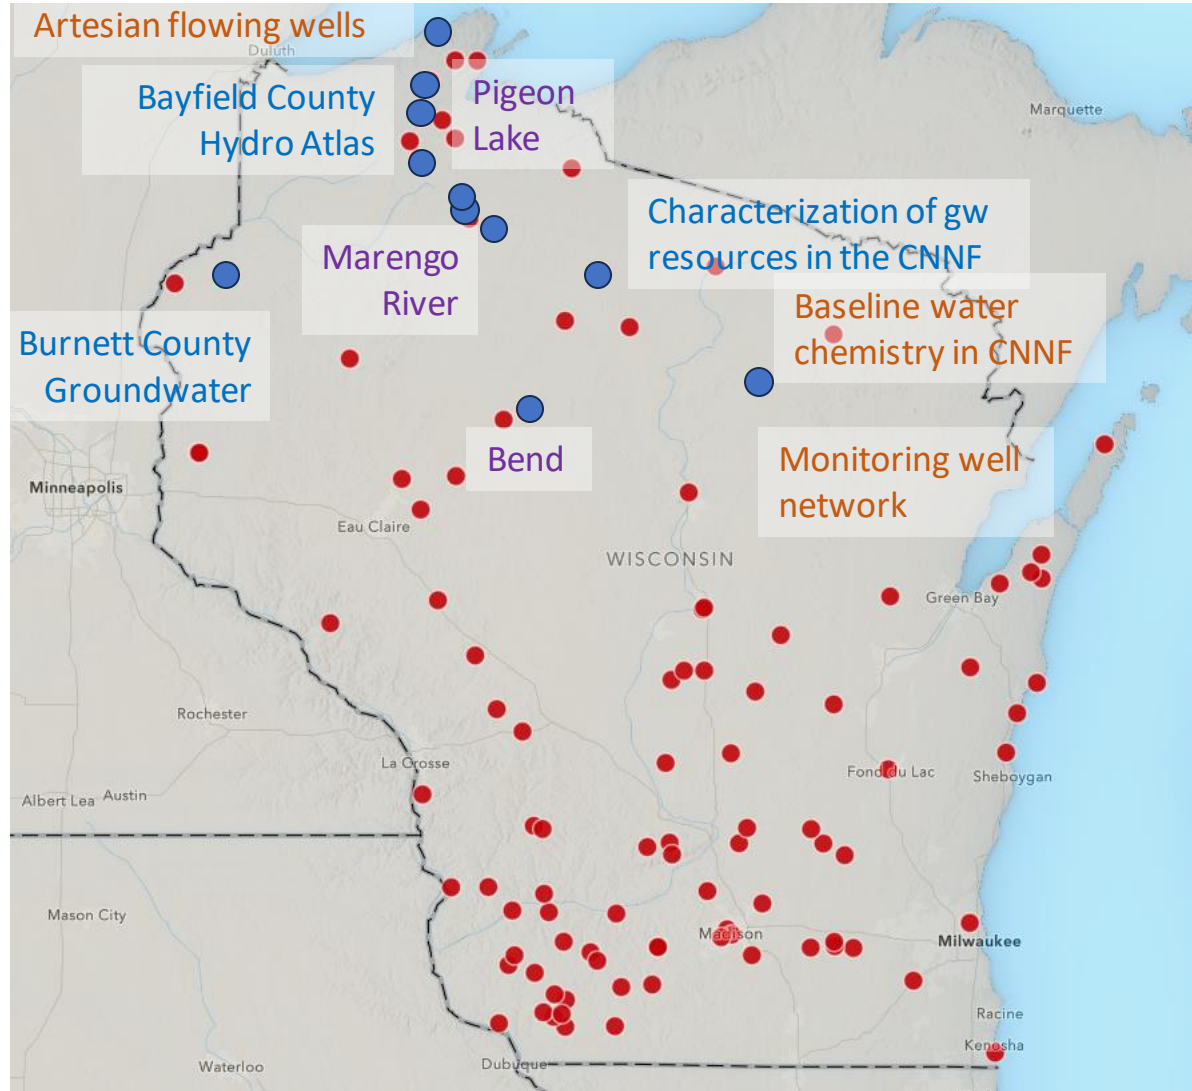 Artesian flowing wells
Duluth
Bayfield County
Hydro Atlas
Pigeon
Lake
Marquette
Characterization of gw
resources in the CNNF
Marengo
River
Baseline water
chemistry in CNNF
Burnett County
Groundwater
Bend
Monitoring well
network
Minneapolis
Eau Claire
WISCONSIN
Green Bay
Rochester
La Crosse
Fond du Lac
Sheboygan
Albert Lea
Austin
Mason City
Madison
Milwaukee
Racine
Kenosha
Waterloo
Dubuque